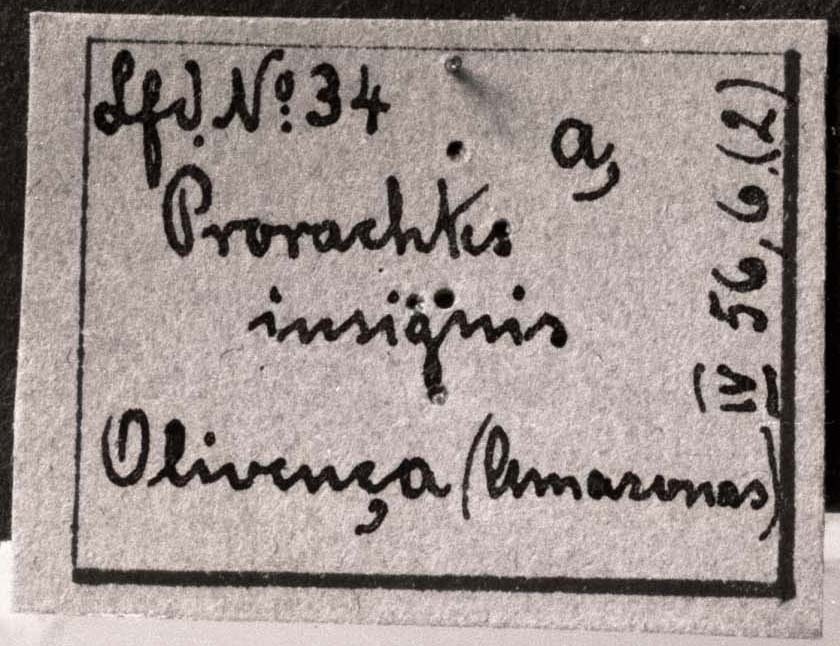 Lfd. No. 34
a,
Prorachtes
insignis
Olivença (Amazonas)
IV 56, 6.(2)